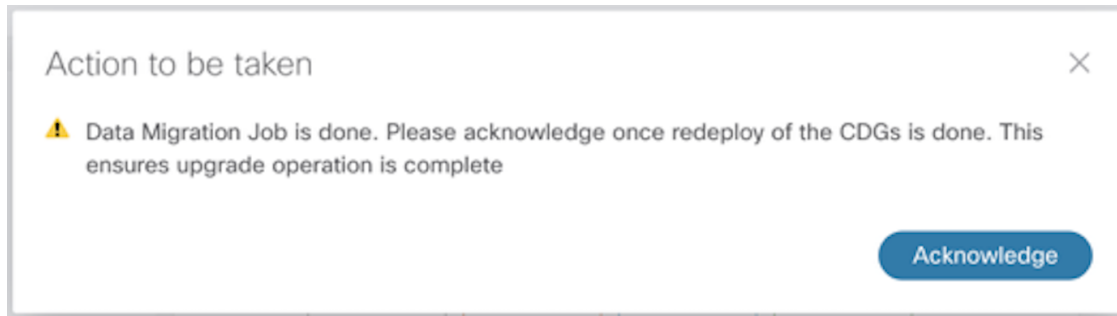 Action to be taken
Data Migration Job is done. Please acknowledge once redeploy of the CDGs is done. This
ensures upgrade operation is complete
Acknowledge